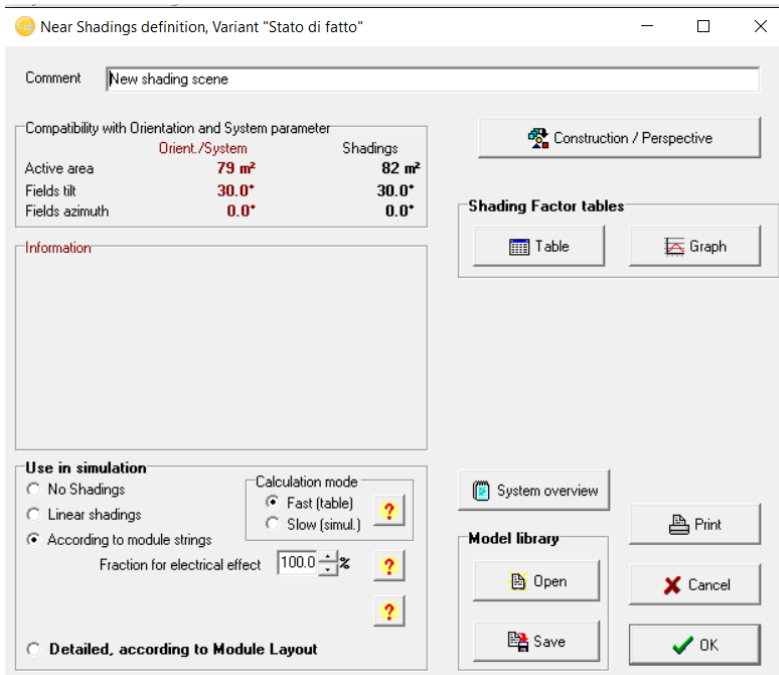 Near Shadings definition, Variant "Stato di fatto"
Comment New shading scene
Compatibility with Orientation and System parameter
Orient./System Shadings
Active area 79 m² 82 m²
Fields tilt 30.0° 30.0°
Fields azimuth 0.0° 0.0°
Construction / Perspective
Shading Factor tables
Table Graph
Information
Use in simulation
No Shadings
Linear shadings
According to module strings
Calculation mode
Fast (table)
Slow (simul.)
?
Fraction for electrical effect 100.0 % ?
?
Detailed, according to Module Layout
System overview
Model library
Open
Save
Print
Cancel
OK